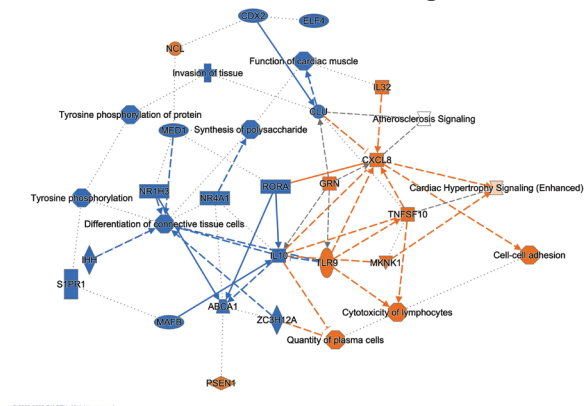 CDX2
ELF4
NCL
Function of cardiac muscle
Invasion of tissue
IL32
CLU
Tyrosine phosphorylation of protein
Atherosclerosis Signaling
MED1
Synthesis of polysaccharide
CXCL8
GRN
RORA
Cardiac Hypertrophy Signaling (Enhanced)
NR1H3
NR4A1
Tyrosine phosphorylation
TNFSF10
Differentiation of connective tissue cells
IL10
TLR9
MKNK1
Cell-cell adhesion
IHH
S1PR1
ABCA1
Cytotoxicity of lymphocytes
MAFB
ZC3H12A
Quantity of plasma cells
PSEN1